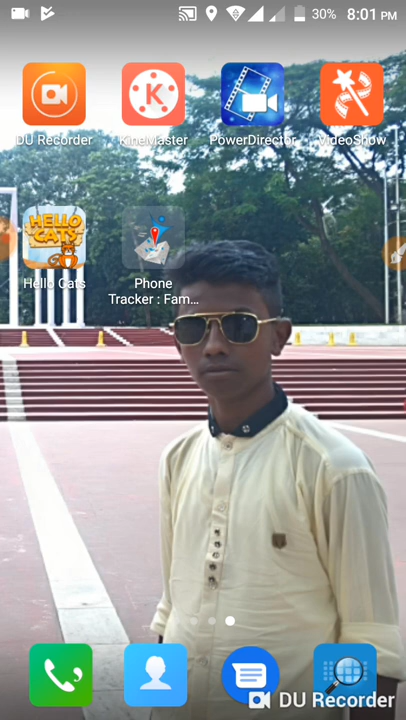 30% 8:01 PM
DU Recorder KineMaster PowerDirector VideoShow
HELLO
CATS
Hello Cats Phone
Tracker : Fam...
DU Recorder